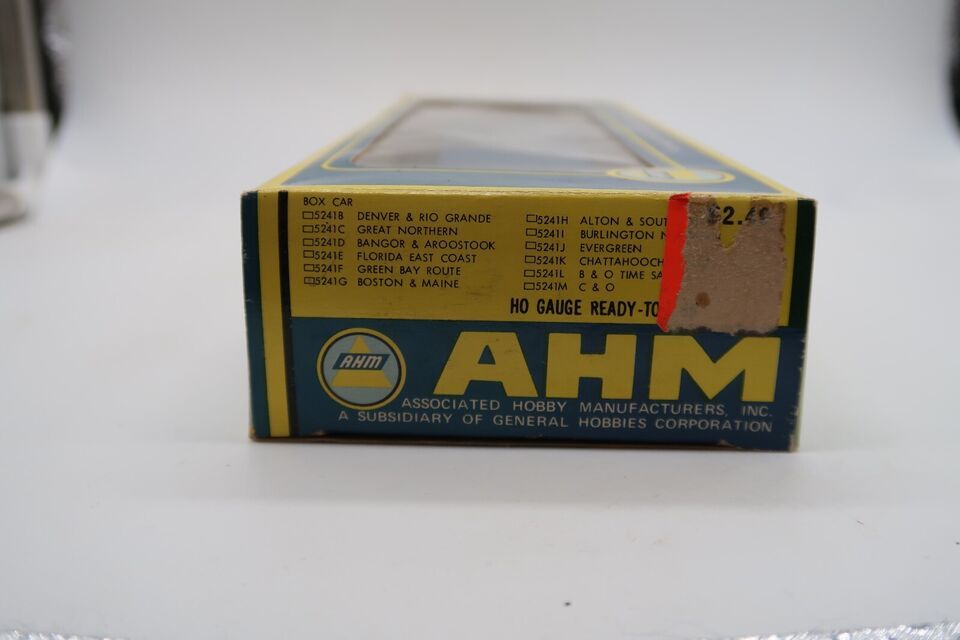 BOX CAR
5241B DENVER & RIO GRANDE
5241C GREAT NORTHERN
5241D BANGOR & AROOSTOOK
5241E FLORIDA EAST COAST
5241F GREEN BAY ROUTE
5241G BOSTON & MAINE
5241H ALTON & SOUT
5241I BURLINGTON N
5241J EVERGREEN
5241K CHATTAHOOCH
5241L B & O TIME SA
5241M C & O
$2.49
HO GAUGE READY-TO
AHM
AHM
ASSOCIATED HOBBY MANUFACTURERS, INC.
A SUBSIDIARY OF GENERAL HOBBIES CORPORATION